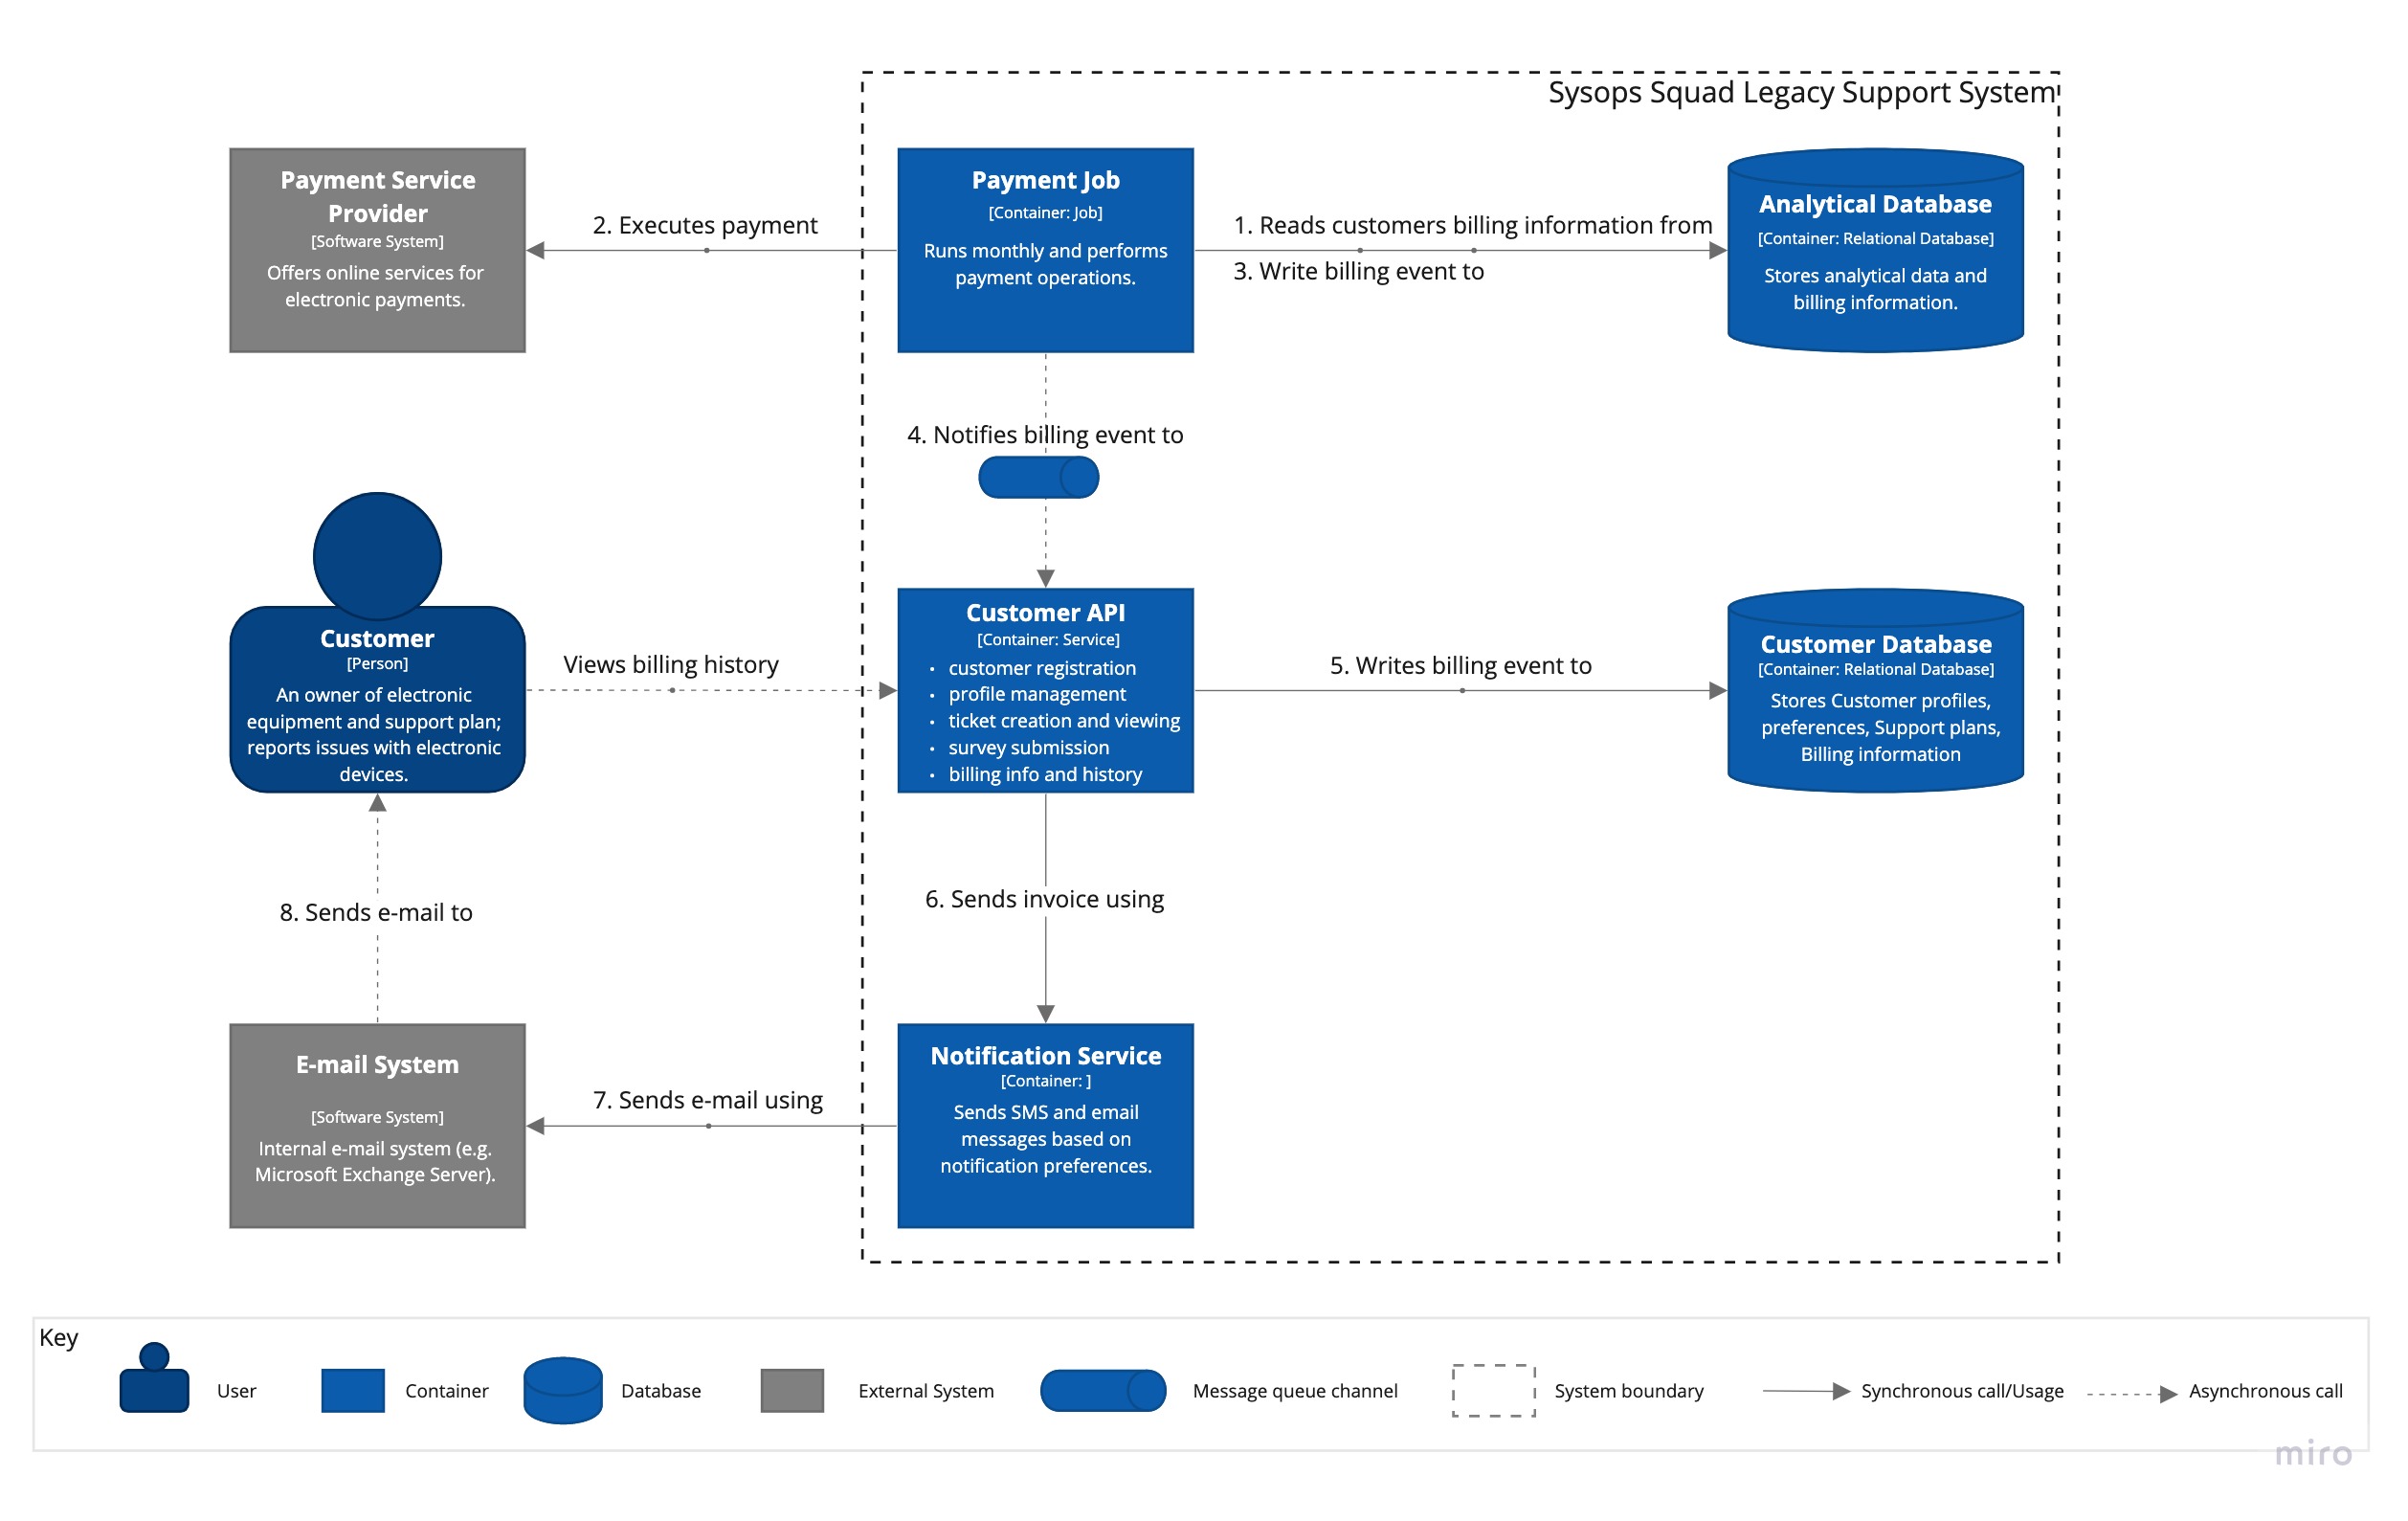 Sysops Squad Legacy Support System
Payment Service
Provider
[Software System]
Offers online services for
electronic payments.
2. Executes payment
Payment Job
[Container: Job]
Runs monthly and performs
payment operations.
1. Reads customers billing information from
3. Write billing event to
Analytical Database
[Container: Relational Database]
Stores analytical data and
billing information.
4. Notifies billing event to
Customer
[Person]
An owner of electronic
equipment and support plan;
reports issues with electronic
devices.
Views billing history
Customer API
[Container: Service]
• customer registration
• profile management
• ticket creation and viewing
• survey submission
• billing info and history
5. Writes billing event to
Customer Database
[Container: Relational Database]
Stores Customer profiles,
preferences, Support plans,
Billing information
8. Sends e-mail to
6. Sends invoice using
E-mail System
[Software System]
Internal e-mail system (e.g.
Microsoft Exchange Server).
7. Sends e-mail using
Notification Service
[Container: ]
Sends SMS and email
messages based on
notification preferences.
Key
User
Container
Database
External System
Message queue channel
System boundary
Synchronous call/Usage
Asynchronous call
miro